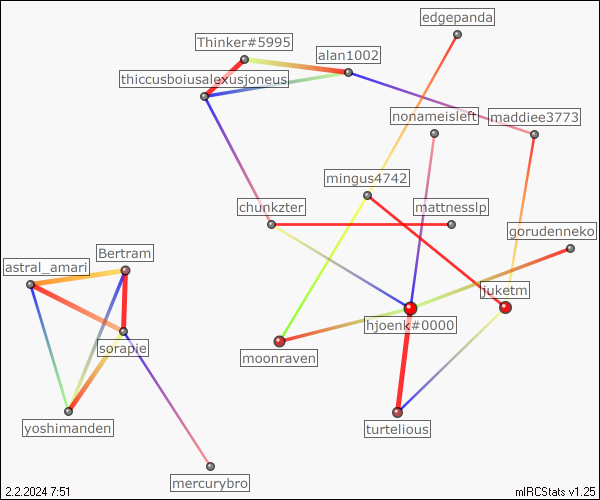 edgepanda
Thinker#5995
alan1002
thiccusboiusalexusjoneus
nonameisleft
maddiee3773
mingus4742
chunkzter
mattnesslp
gorudenneko
Bertram
astral_amari
juketm
hjoenk#0000
sorapie
moonraven
yoshimanden
turtelious
mercurybro
2.2.2024 7:51
mIRCStats v1.25